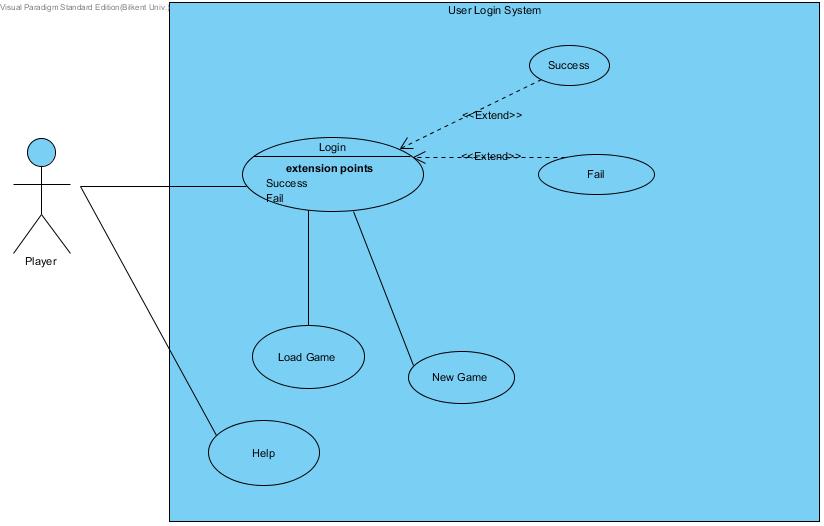 Visual Paradigm Standard Edition(Bilkent Univ.)
User Login System
Success
<<Extend>>
Login
extension points
Success
Fail
<<Extend>>
Fail
Player
Load Game
New Game
Help